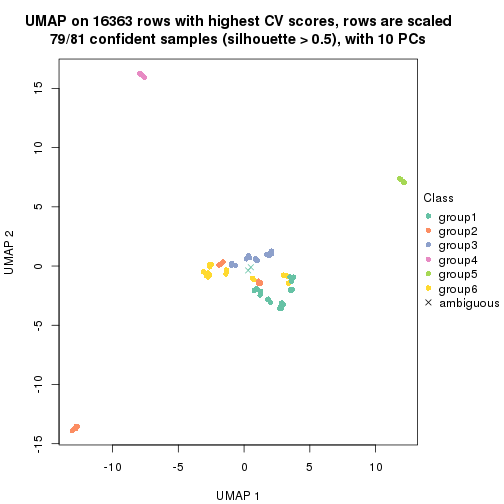 UMAP on 16363 rows with highest CV scores, rows are scaled
79/81 confident samples (silhouette > 0.5), with 10 PCs
15
10
5
0
-5
-10
-15
UMAP 2
-10
-5
0
5
10
UMAP 1
Class
group1
group2
group3
group4
group5
group6
ambiguous